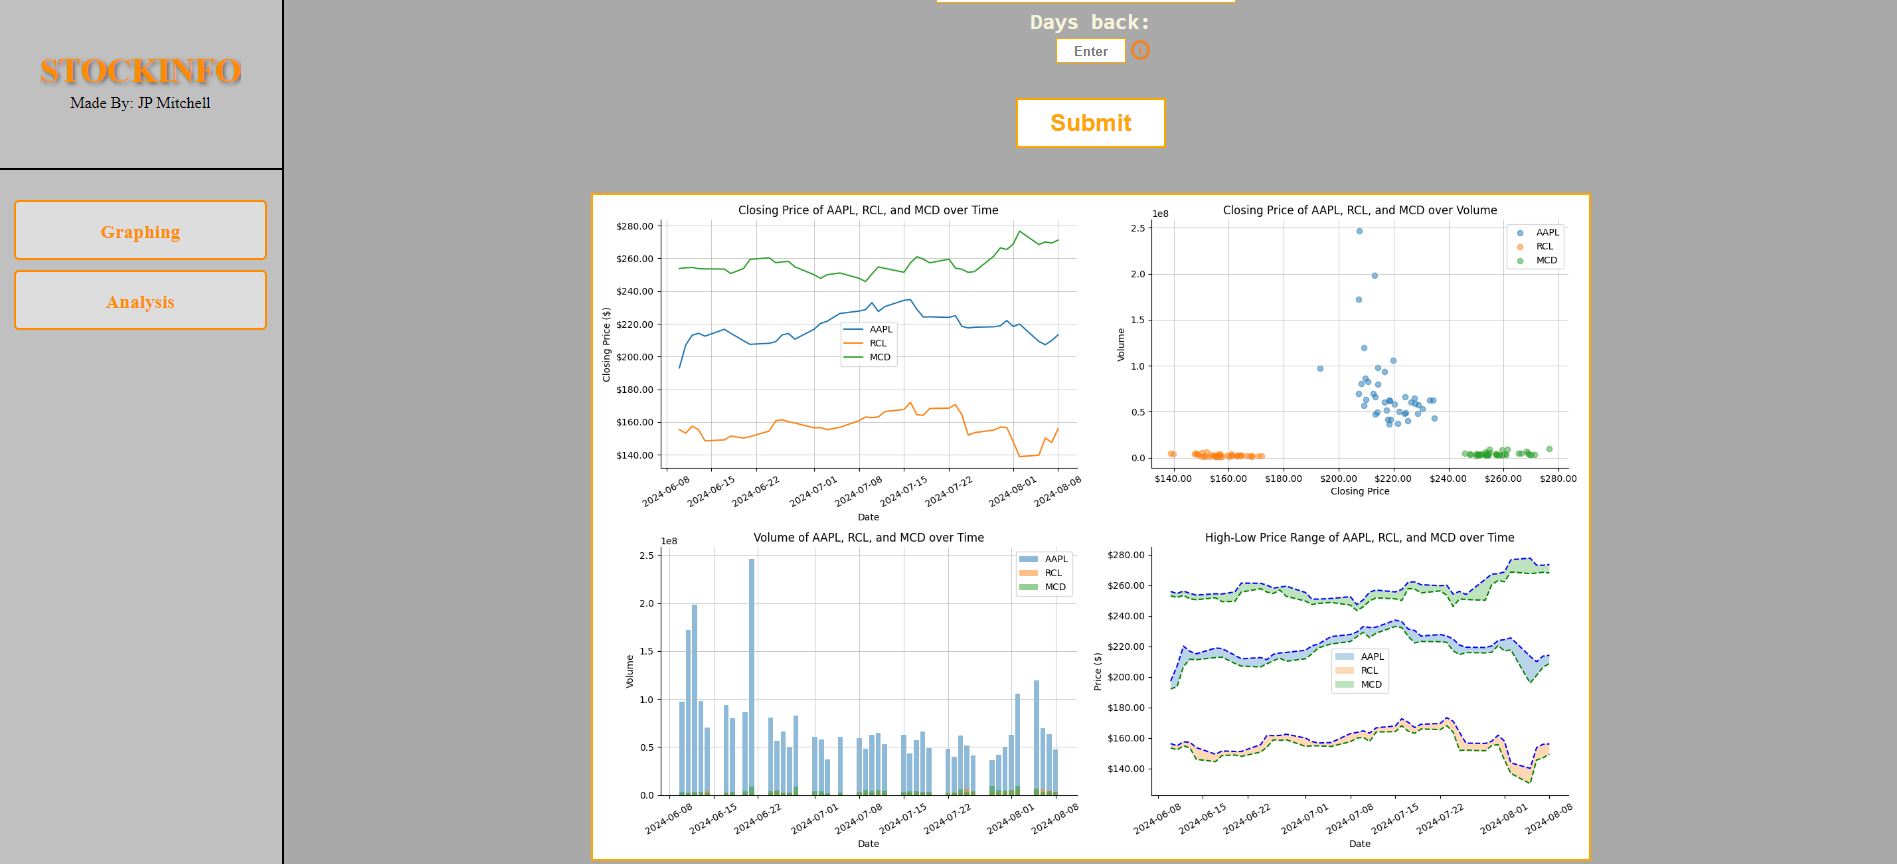 STOCKINFO
Made By: JP Mitchell
Graphing
Analysis
Days back:
Enter
!
Submit
Closing Price of AAPL, RCL, and MCD over Time
Closing Price ($)
$280.00
$260.00
$240.00
$220.00
$200.00
$180.00
$160.00
$140.00
AAPL
RCL
MCD
2024-06-08
2024-06-15
2024-06-22
2024-07-01
2024-07-08
2024-07-15
2024-07-22
2024-08-01
2024-08-08
Date
Closing Price of AAPL, RCL, and MCD over Volume
1e8
Volume
2.5
2.0
1.5
1.0
0.5
0.0
AAPL
RCL
MCD
$140.00 $160.00 $180.00 $200.00 $220.00 $240.00 $260.00 $280.00
Closing Price
Volume of AAPL, RCL, and MCD over Time
1e8
Volume
2.5
2.0
1.5
1.0
0.5
0.0
AAPL
RCL
MCD
2024-06-08
2024-06-15
2024-06-22
2024-07-01
2024-07-08
2024-07-15
2024-07-22
2024-08-01
2024-08-08
Date
High-Low Price Range of AAPL, RCL, and MCD over Time
Price ($)
$280.00
$260.00
$240.00
$220.00
$200.00
$180.00
$160.00
$140.00
AAPL
RCL
MCD
2024-06-08
2024-06-15
2024-06-22
2024-07-01
2024-07-08
2024-07-15
2024-07-22
2024-08-01
2024-08-08
Date